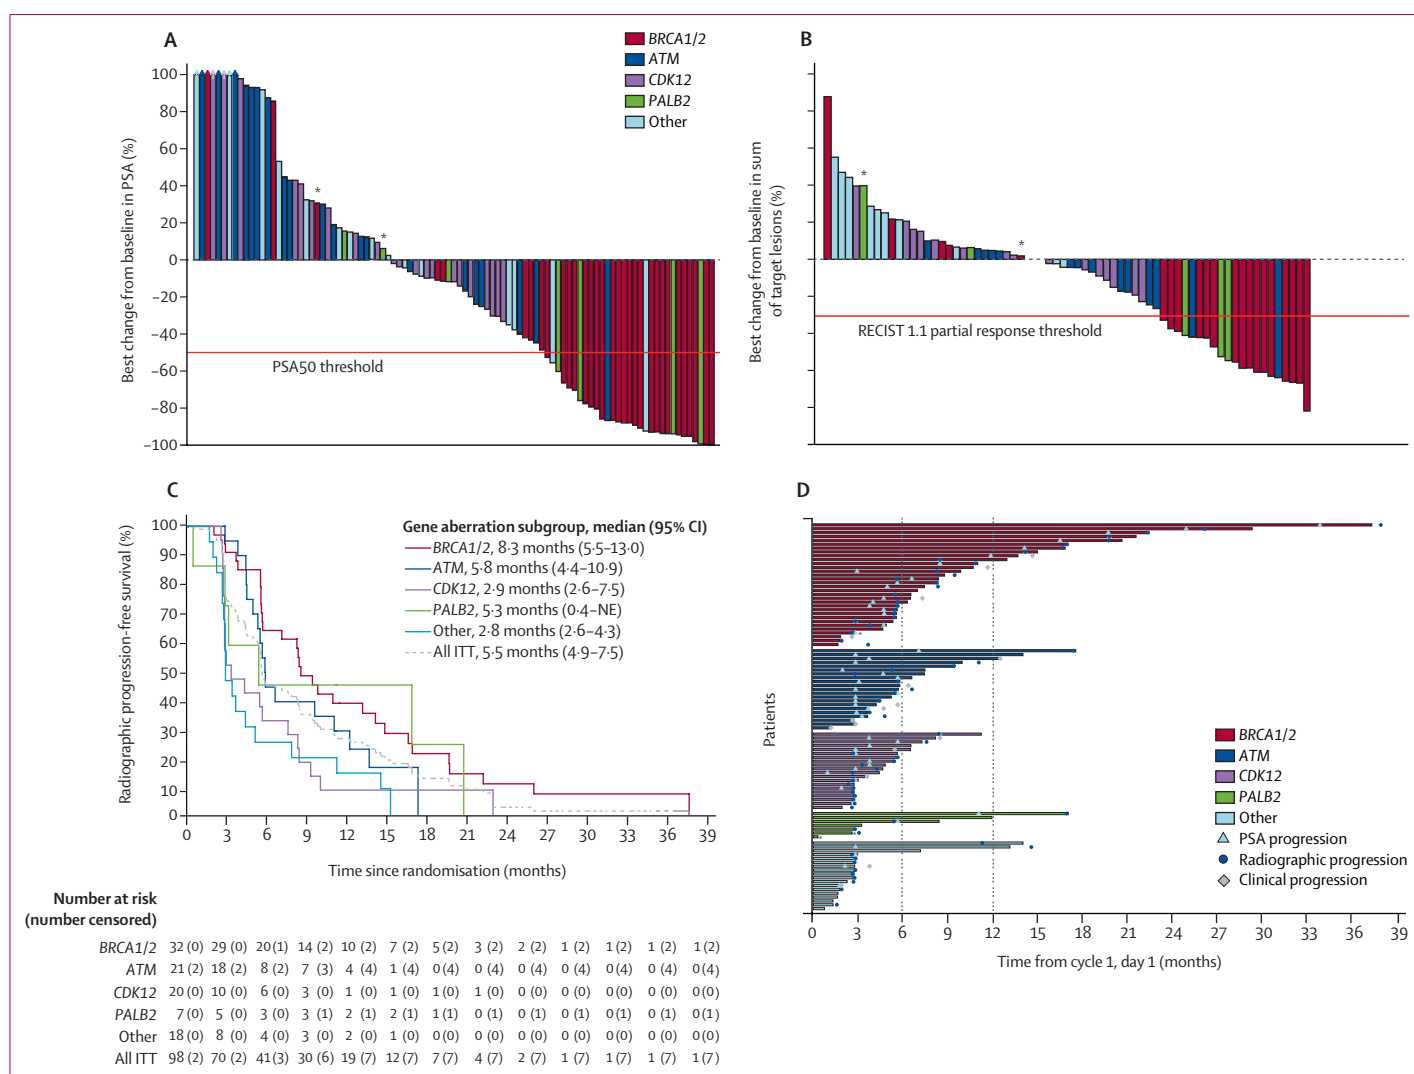 A
BRCA1/2
ATM
CDK12
PALB2
Other
Best change from baseline in PSA (%)
100
80
60
40
20
0
–20
–40
–60
–80
–100
*
*
PSA50 threshold
B
Best change from baseline in sum
of target lesions (%)
*
*
RECIST 1.1 partial response threshold
C
Radiographic progression-free survival (%)
100
90
80
70
60
50
40
30
20
10
0
Gene aberration subgroup, median (95% CI)
BRCA1/2, 8·3 months (5·5–13·0)
ATM, 5·8 months (4·4–10·9)
CDK12, 2·9 months (2·6–7·5)
PALB2, 5·3 months (0·4–NE)
Other, 2·8 months (2·6–4·3)
All ITT, 5·5 months (4·9–7·5)
0 3 6 9 12 15 18 21 24 27 30 33 36 39
Time since randomisation (months)
Number at risk
(number censored)
BRCA1/2 32 (0) 29 (0) 20 (1) 14 (2) 10 (2) 7 (2) 5 (2) 3 (2) 2 (2) 1 (2) 1 (2) 1 (2) 1 (2)
ATM 21 (2) 18 (2) 8 (2) 7 (3) 4 (4) 1 (4) 0 (4) 0 (4) 0 (4) 0 (4) 0 (4) 0 (4) 0 (4)
CDK12 20 (0) 10 (0) 6 (0) 3 (0) 1 (0) 1 (0) 1 (0) 1 (0) 0 (0) 0 (0) 0 (0) 0 (0) 0 (0)
PALB2 7 (0) 5 (0) 3 (0) 3 (1) 2 (1) 2 (1) 1 (1) 0 (1) 0 (1) 0 (1) 0 (1) 0 (1) 0 (1)
Other 18 (0) 8 (0) 4 (0) 3 (0) 2 (0) 1 (0) 0 (0) 0 (0) 0 (0) 0 (0) 0 (0) 0 (0) 0 (0)
All ITT 98 (2) 70 (2) 41 (3) 30 (6) 19 (7) 12 (7) 7 (7) 4 (7) 2 (7) 1 (7) 1 (7) 1 (7) 1 (7)
D
Patients
BRCA1/2
ATM
CDK12
PALB2
Other
PSA progression
Radiographic progression
Clinical progression
0 3 6 9 12 15 18 21 24 27 30 33 36 39
Time from cycle 1, day 1 (months)